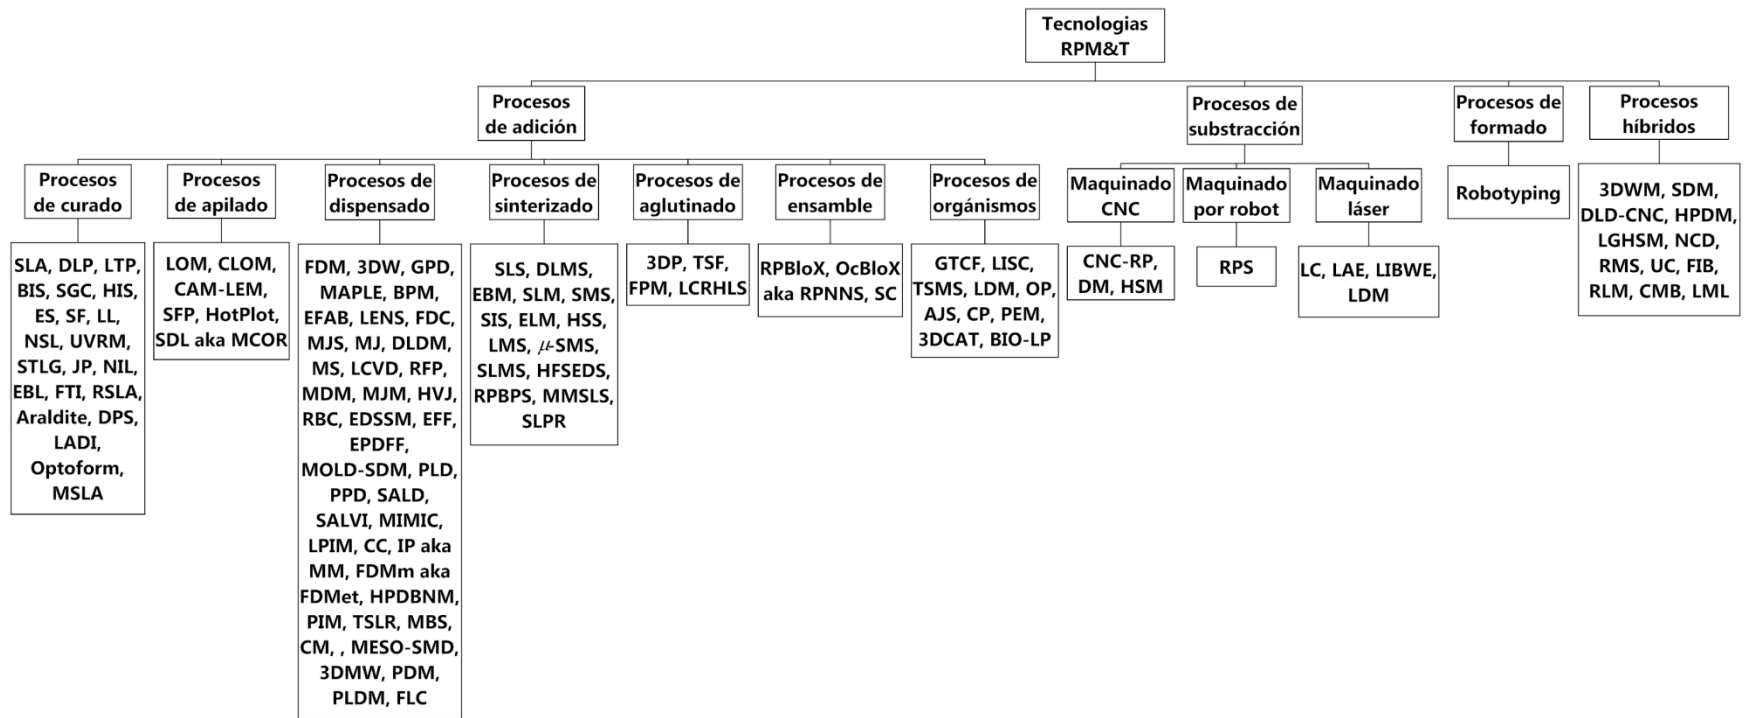 Tecnologias
RPM&T
Procesos
de adición
Procesos de
substracción
Procesos de
formado
Procesos
híbridos
Procesos
de curado
Procesos
de apilado
Procesos de
dispensado
Procesos de
sinterizado
Procesos de
aglutinado
Procesos de
ensamble
Procesos
de orgánismos
Maquinado
CNC
Maquinado
por robot
Maquinado
láser
Robotyping
3DWM, SDM,
DLD-CNC, HPDM,
LGHSM, NCD,
RMS, UC, FIB,
RLM, CMB, LML
SLA, DLP, LTP,
BIS, SGC, HIS,
ES, SF, LL,
NSL, UVRM,
STLG, JP, NIL,
EBL, FTI, RSLA,
Araldite, DPS,
LADI,
Optoform,
MSLA
LOM, CLOM,
CAM-LEM,
SFP, HotPlot,
SDL aka MCOR
FDM, 3DW, GPD,
MAPLE, BPM,
EFAB, LENS, FDC,
MJS, MJ, DLDM,
MS, LCVD, RFP,
MDM, MJM, HVJ,
RBC, EDSSM, EFF,
EPDFF,
MOLD-SDM, PLD,
PPD, SALD,
SALVI, MIMIC,
LPIM, CC, IP aka
MM, FDMm aka
FDMet, HPDBNM,
PIM, TSLR, MBS,
CM, , MESO-SMD,
3DMW, PDM,
PLDM, FLC
SLS, DLMS,
EBM, SLM, SMS,
SIS, ELM, HSS,
LMS, μ-SMS,
SLMS, HFSEDS,
RPBPS, MMSLS,
SLPR
3DP, TSF,
FPM, LCRHLS
RPBloX, OcBloX
aka RPNNS, SC
GTCF, LISC,
TSMS, LDM, OP,
AJS, CP, PEM,
3DCAT, BIO-LP
CNC-RP,
DM, HSM
RPS
LC, LAE, LIBWE,
LDM